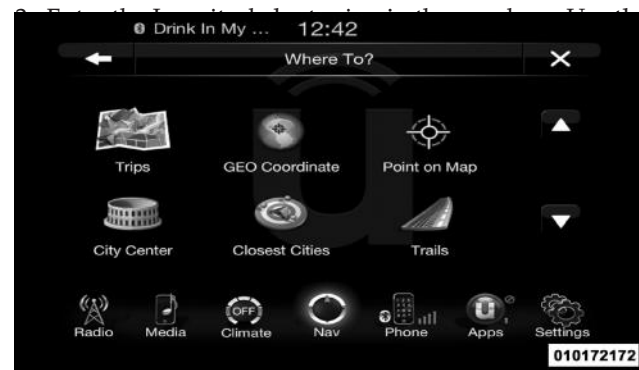 Drink In My ... 12:42
Where To?
Trips GEO Coordinate Point on Map
City Center Closest Cities Trails
OFF
Radio Media Climate Nav Phone Apps Settings
010172172